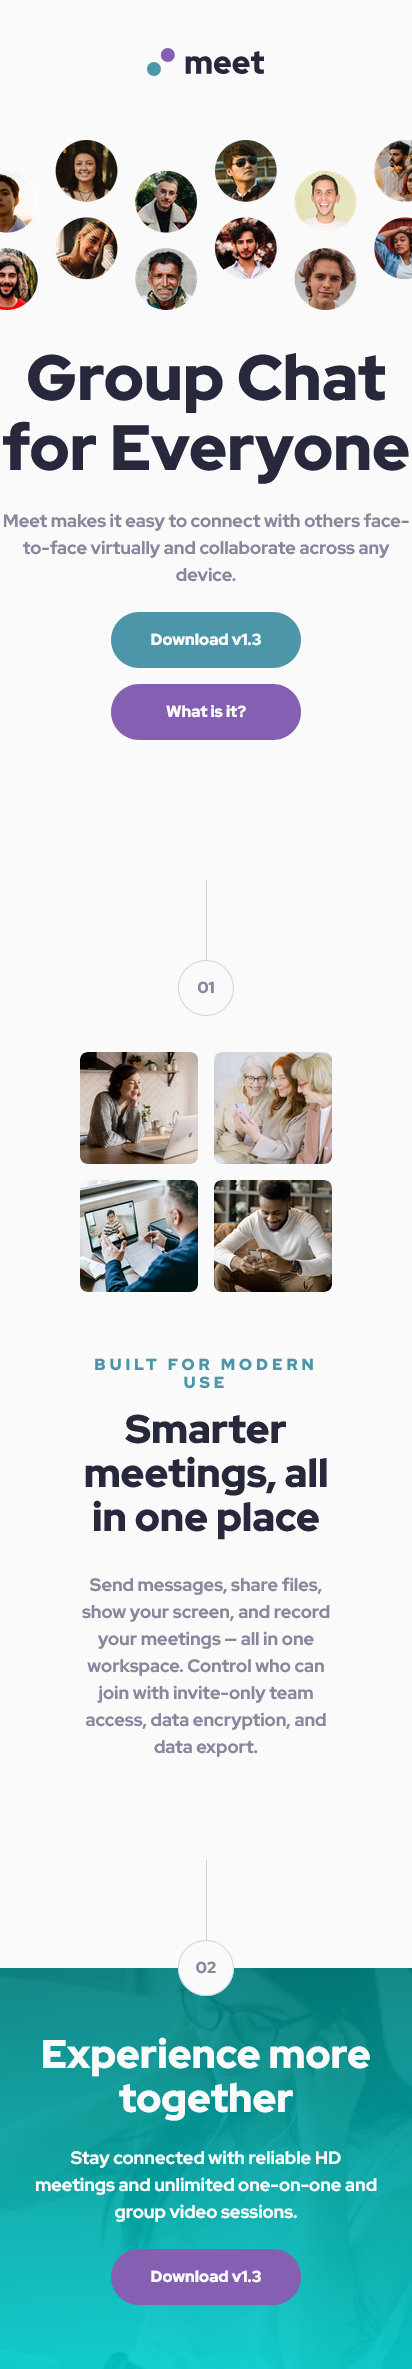 meet
Group Chat
for Everyone
Meet makes it easy to connect with others face-
to-face virtually and collaborate across any
device.
Download v1.3
What is it?
01
BUILT FOR MODERN
USE
Smarter
meetings, all
in one place
Send messages, share files,
show your screen, and record
your meetings — all in one
workspace. Control who can
join with invite-only team
access, data encryption, and
data export.
02
Experience more
together
Stay connected with reliable HD
meetings and unlimited one-on-one and
group video sessions.
Download v1.3